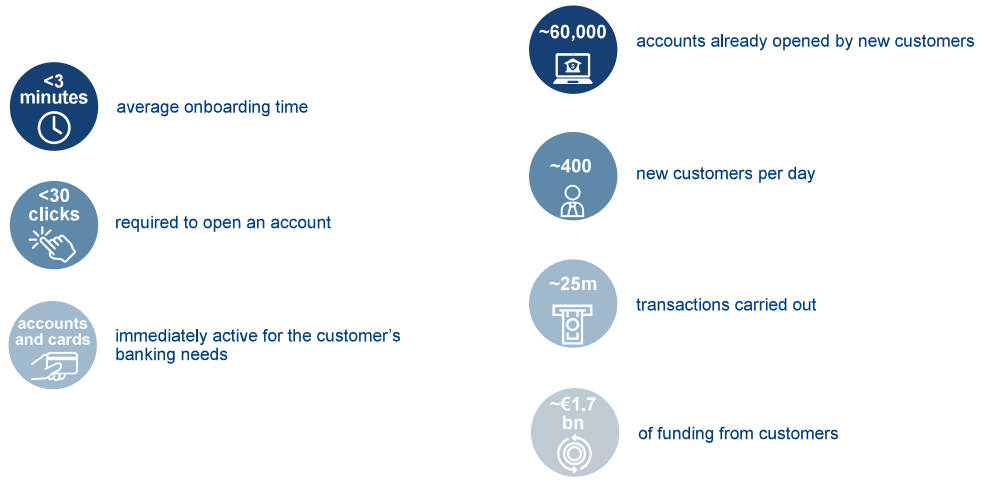 <3
minutes
average onboarding time
<30
clicks
required to open an account
accounts
and cards
immediately active for the customer's
banking needs
~60,000
accounts already opened by new customers
~400
new customers per day
~25m
transactions carried out
~€1.7
bn
of funding from customers